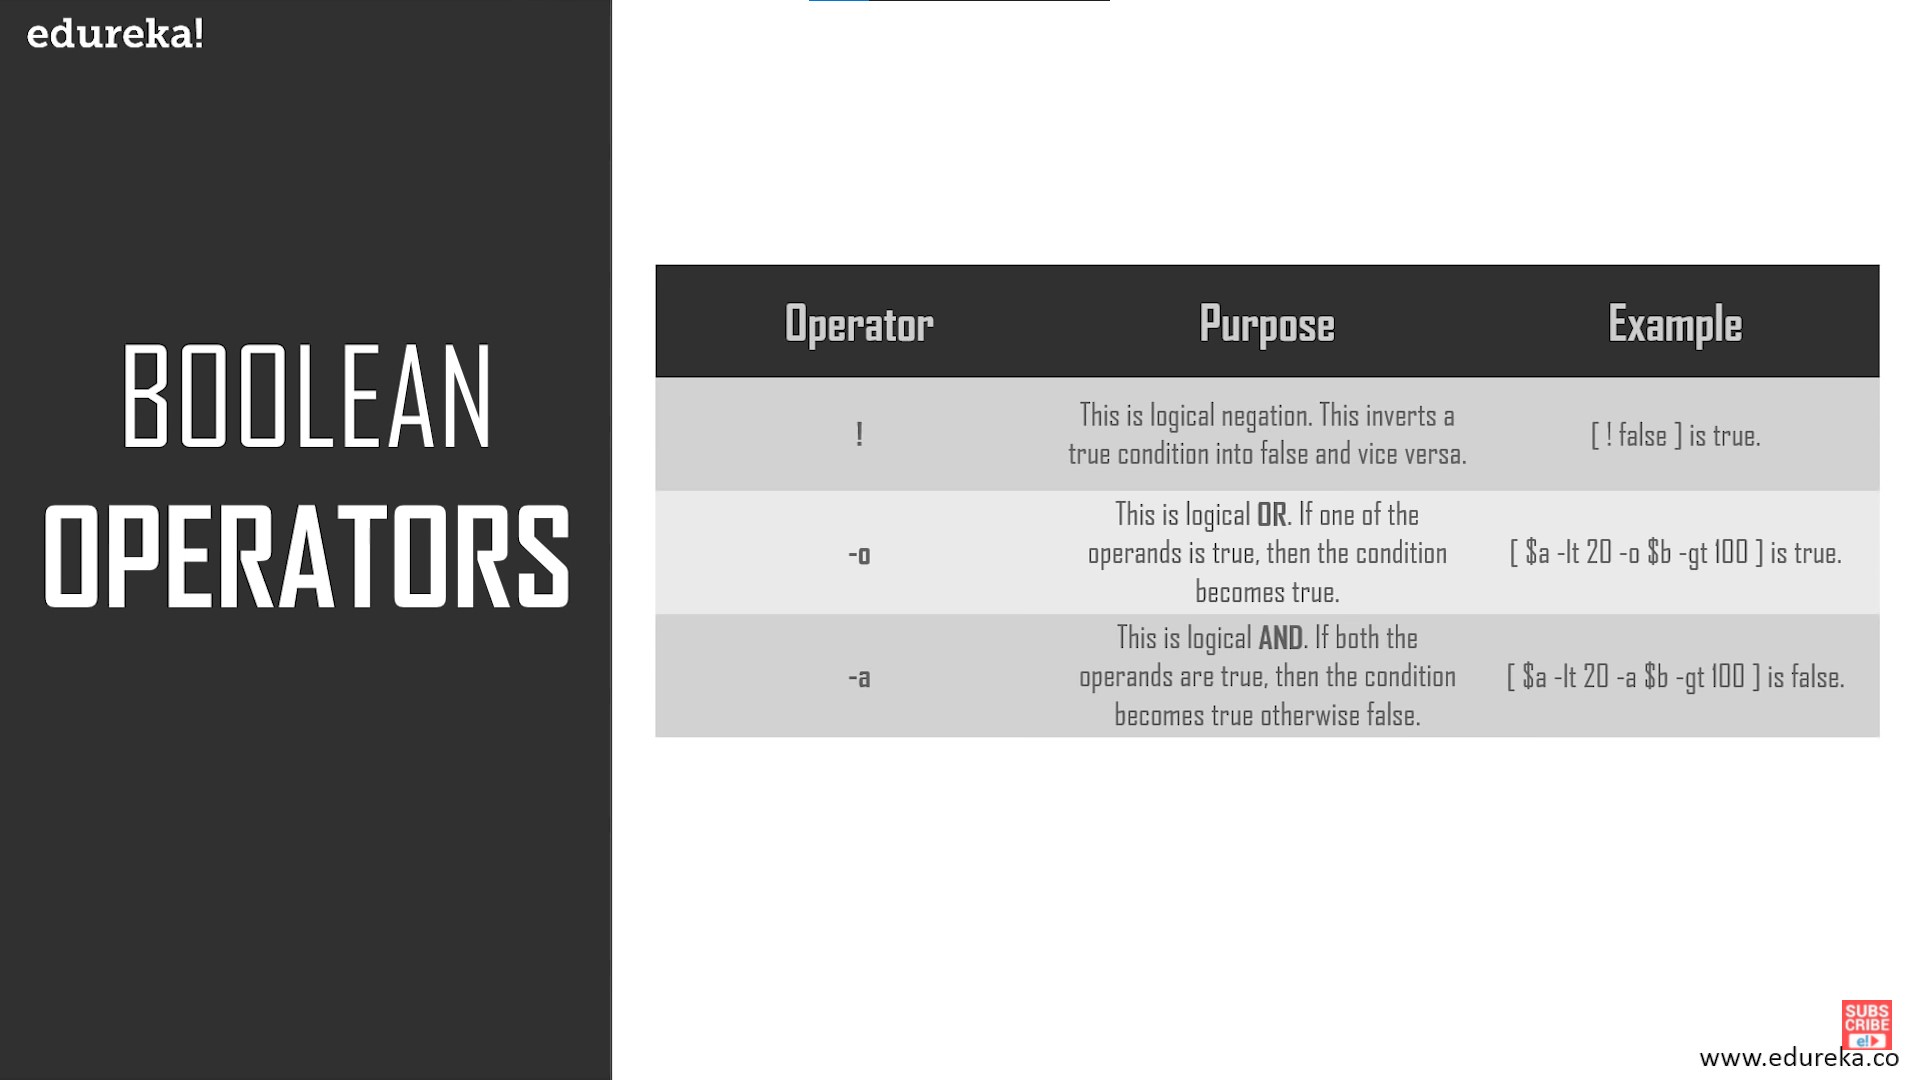 edureka!
BOOLEAN
OPERATORS
Operator Purpose Example
!
This is logical negation. This inverts a
true condition into false and vice versa.
[ ! false ] is true.
-o
This is logical OR. If one of the
operands is true, then the condition
becomes true.
[ $a -lt 20 -o $b -gt 100 ] is true.
-a
This is logical AND. If both the
operands are true, then the condition
becomes true otherwise false.
[ $a -lt 20 -a $b -gt 100 ] is false.
SUBS
CRIBE
e!
www.edureka.co